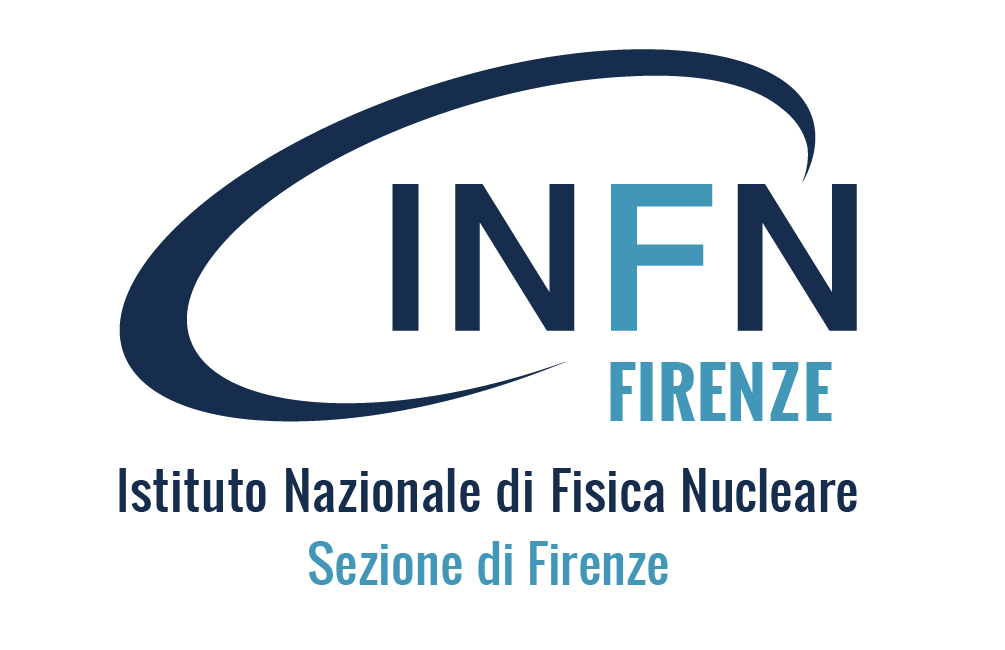 INFN
FIRENZE
Istituto Nazionale di Fisica Nucleare
Sezione di Firenze